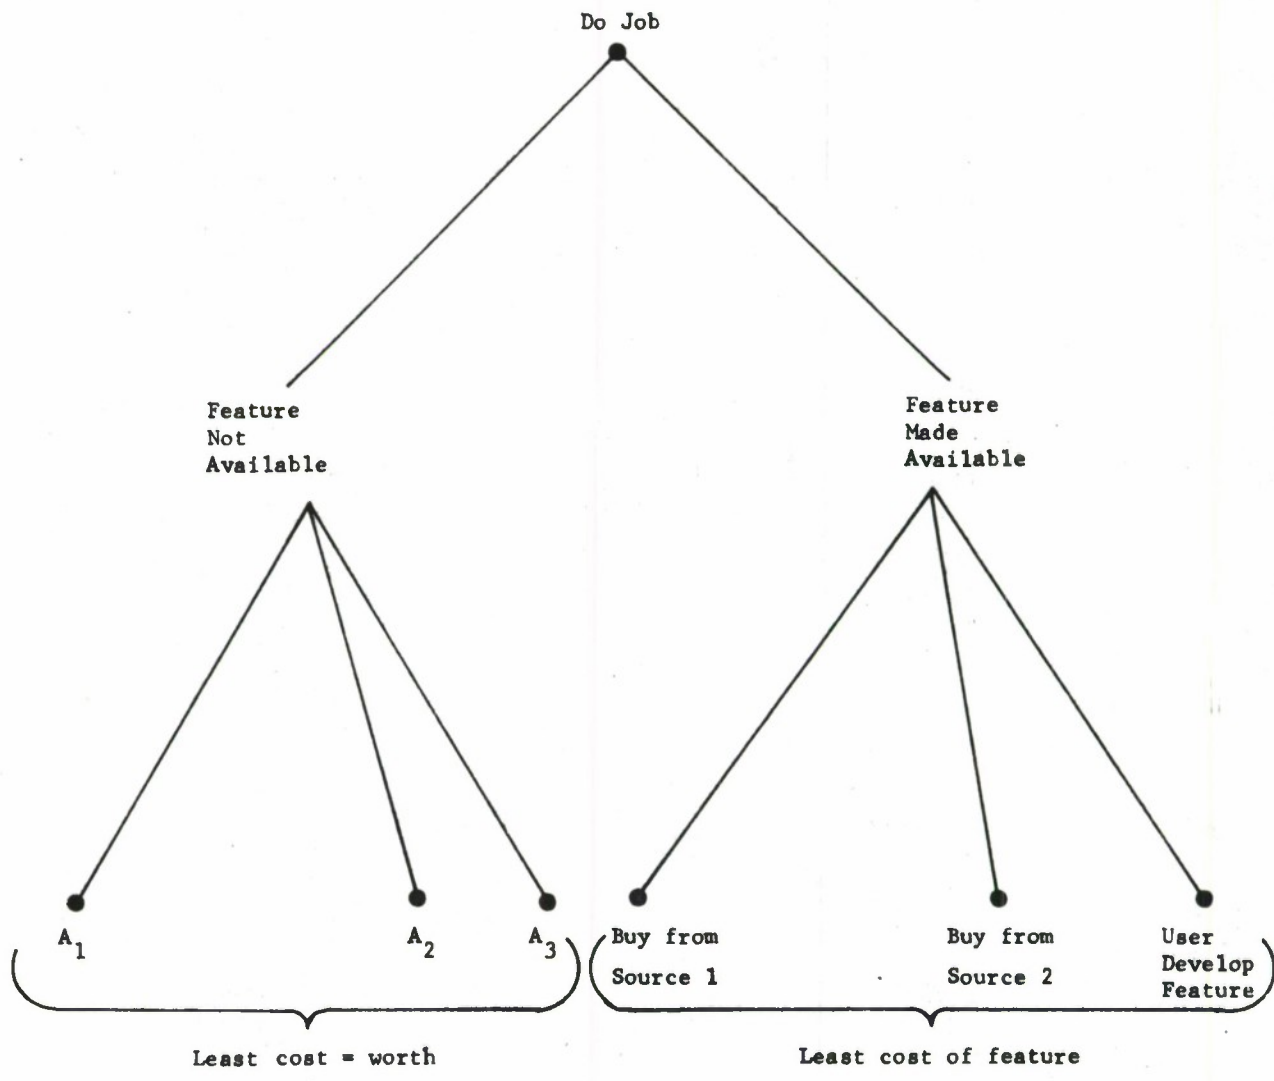 Do Job
Feature
Not
Available
Feature
Made
Available
A1
A2
A3
Buy from
Source 1
Buy from
Source 2
User
Develop
Feature
Least cost = worth
Least cost of feature